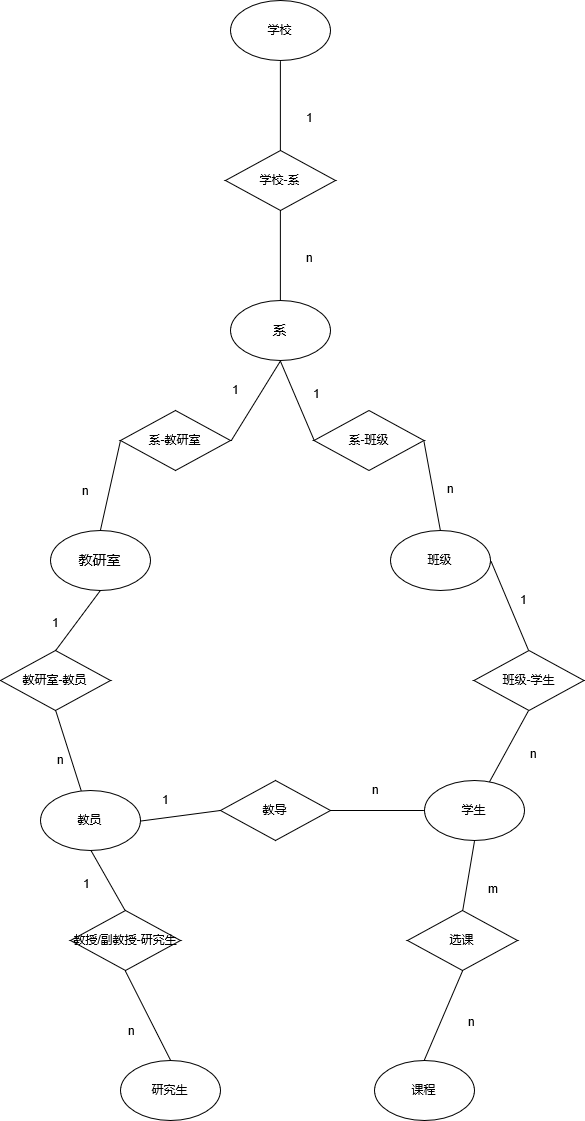 学校
1
学校-系
n
系
1
1
系-教研室
系-班级
n
n
教研室
班级
1
1
教研室-教员
班级-学生
n
n
教员
1
教导
n
学生
1
m
教授/副教授-研究生
选课
n
n
研究生
课程